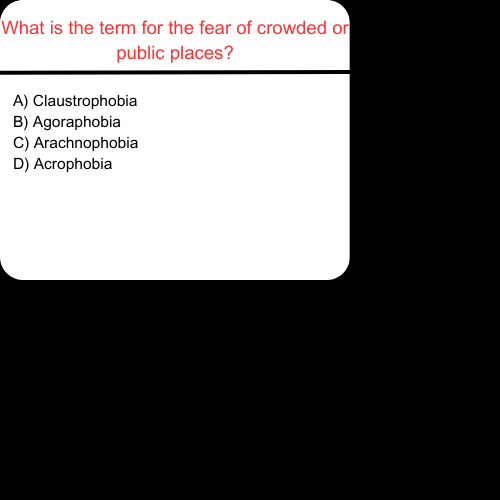 What is the term for the fear of crowded or
public places?
A) Claustrophobia
B) Agoraphobia
C) Arachnophobia
D) Acrophobia